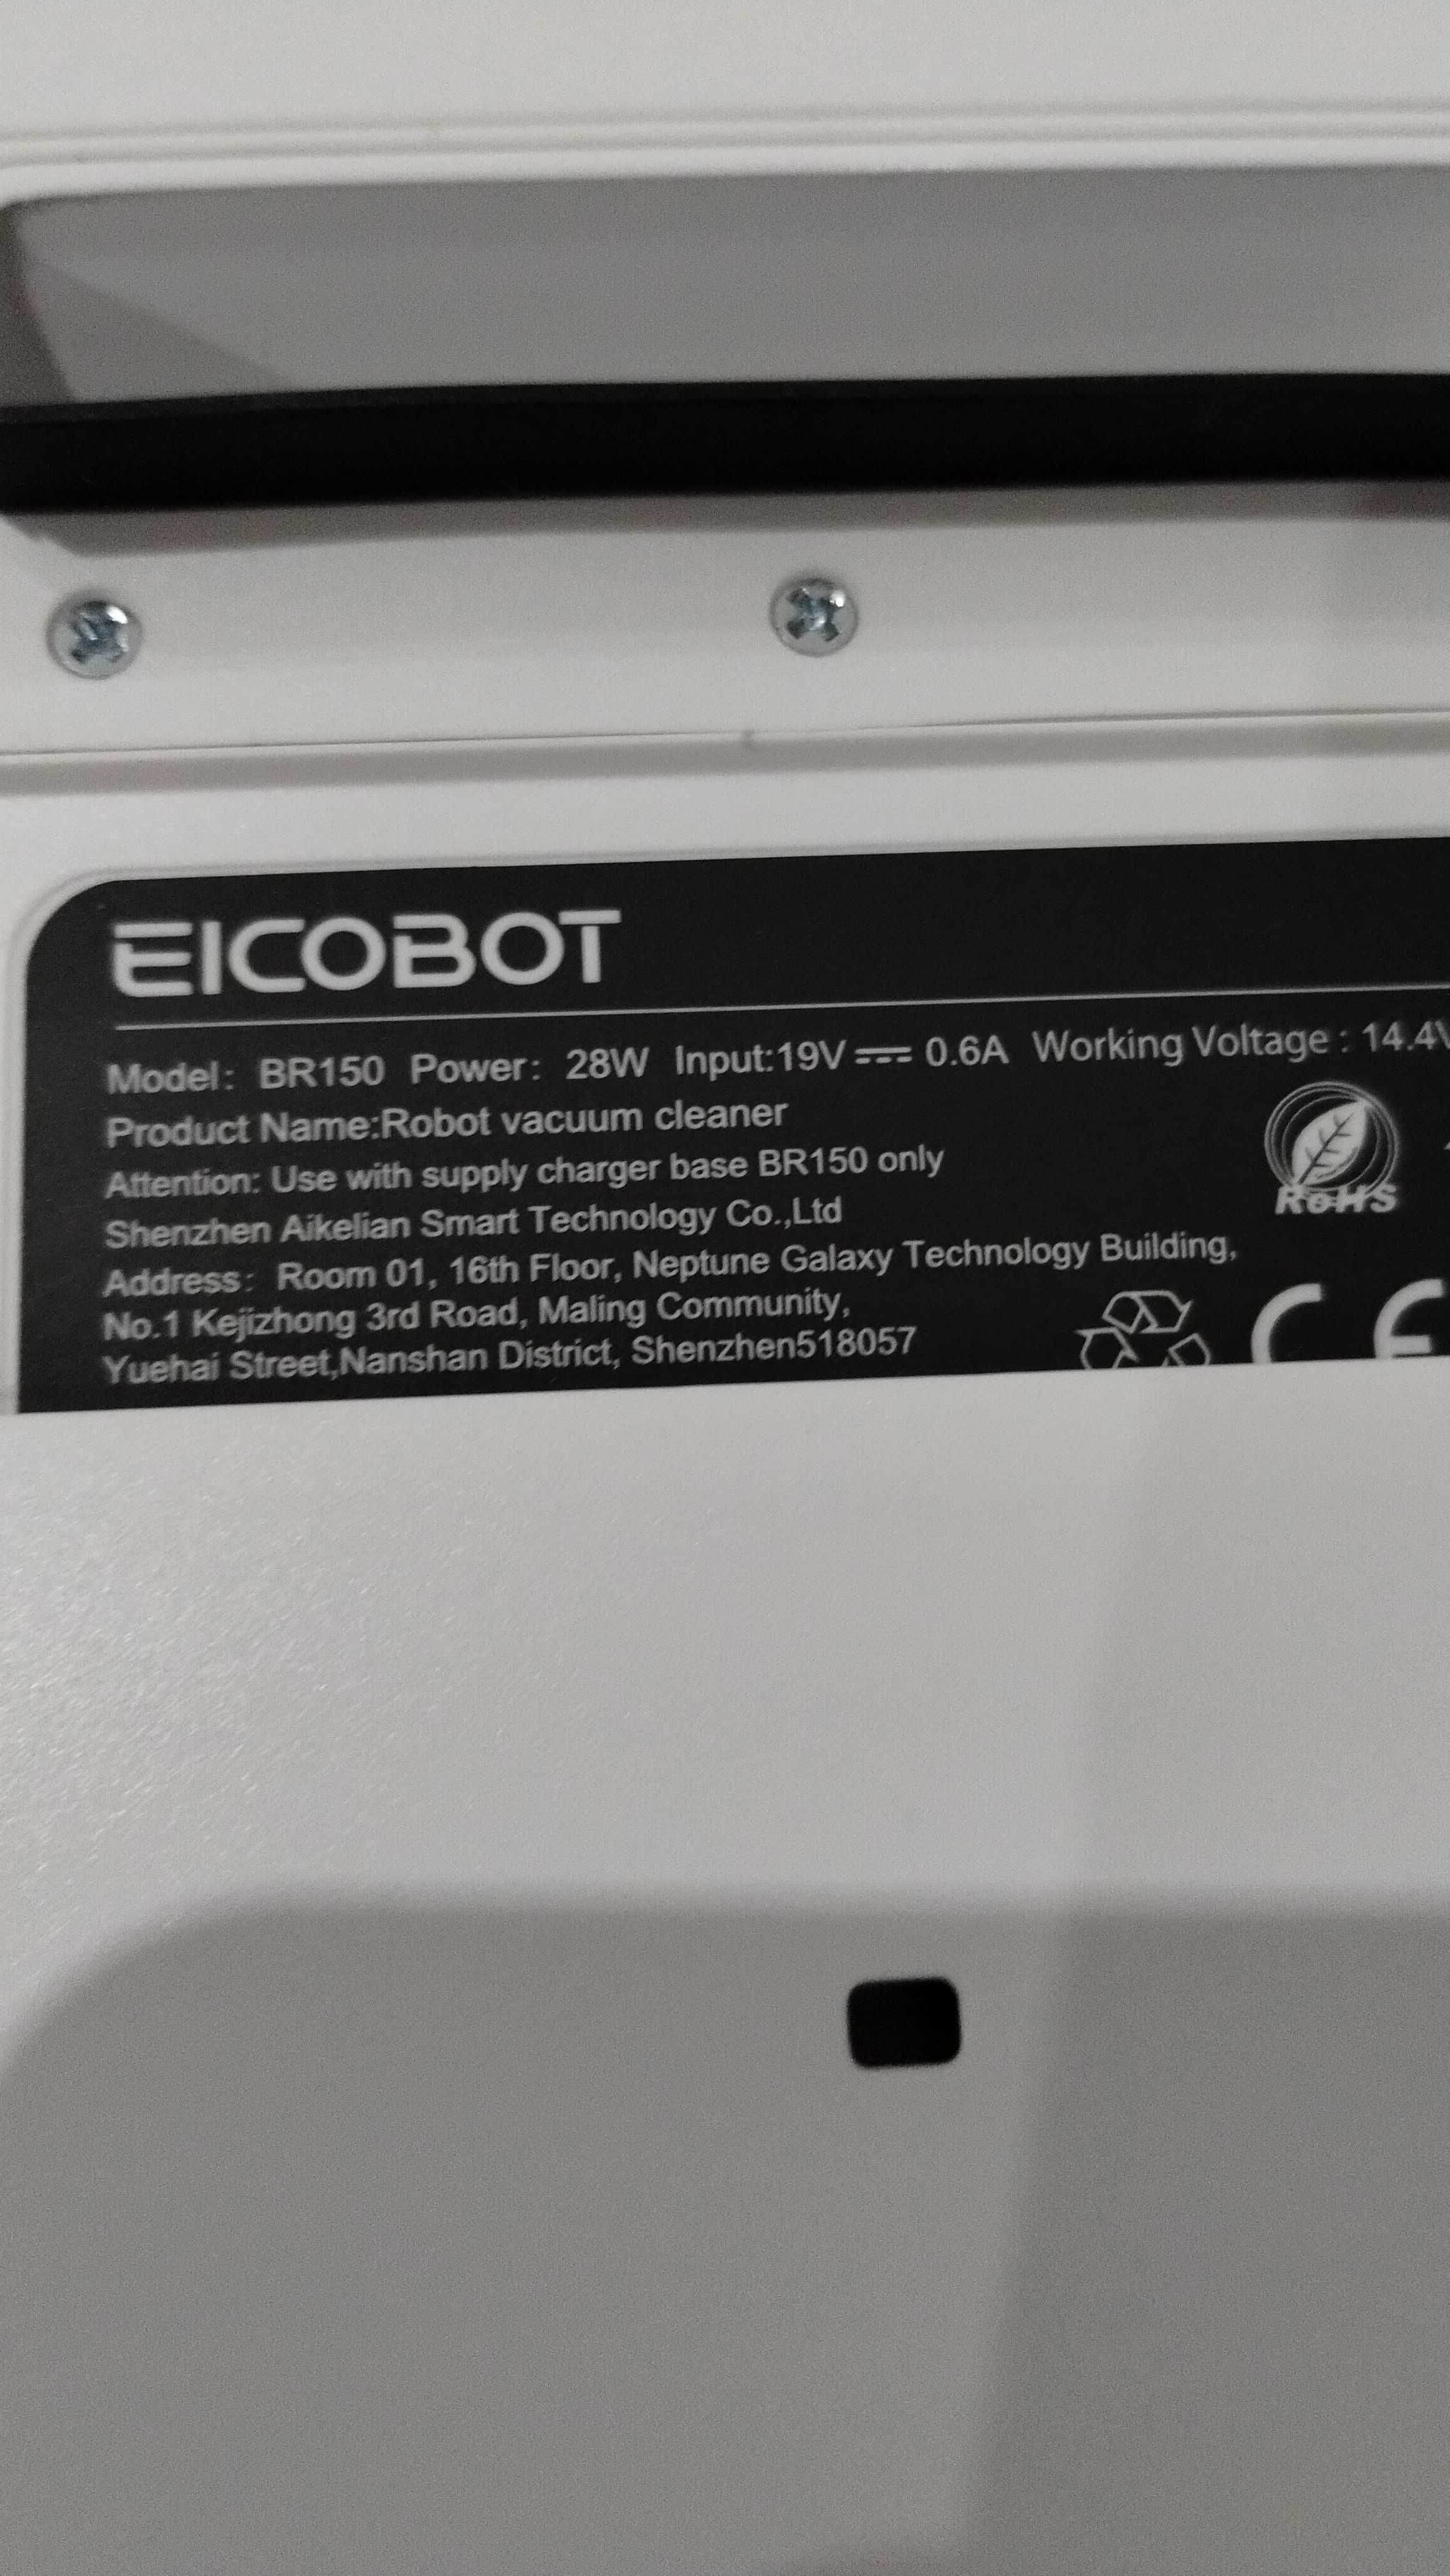 EICOBOT
Model: BR150 Power: 28W Input:19V ⎓ 0.6A Working Voltage : 14.4V
Product Name:Robot vacuum cleaner
Attention: Use with supply charger base BR150 only
Shenzhen Aikelian Smart Technology Co.,Ltd
Address: Room 01, 16th Floor, Neptune Galaxy Technology Building,
No.1 Kejizhong 3rd Road, Maling Community,
Yuehai Street,Nanshan District, Shenzhen518057
RoHS
CE